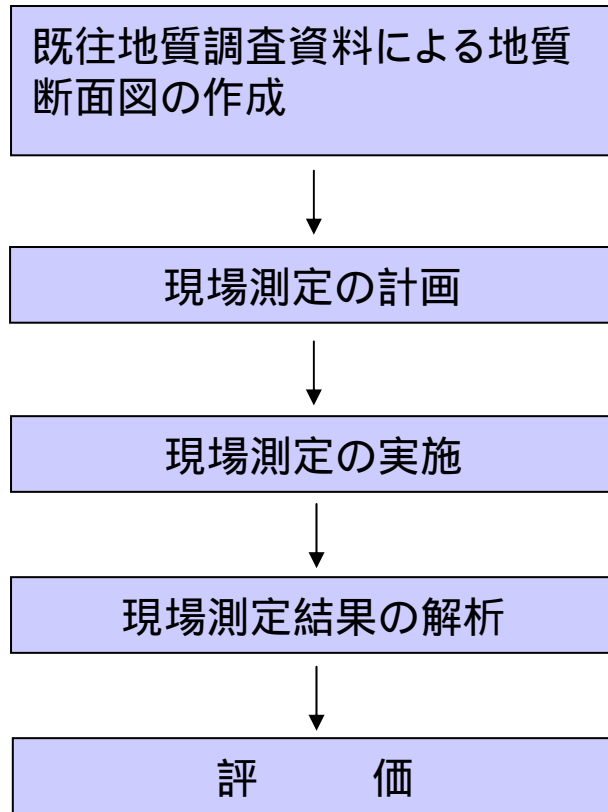 既往地質調査資料による地質
断面図の作成
現場測定の計画
現場測定の実施
現場測定結果の解析
評　　　価